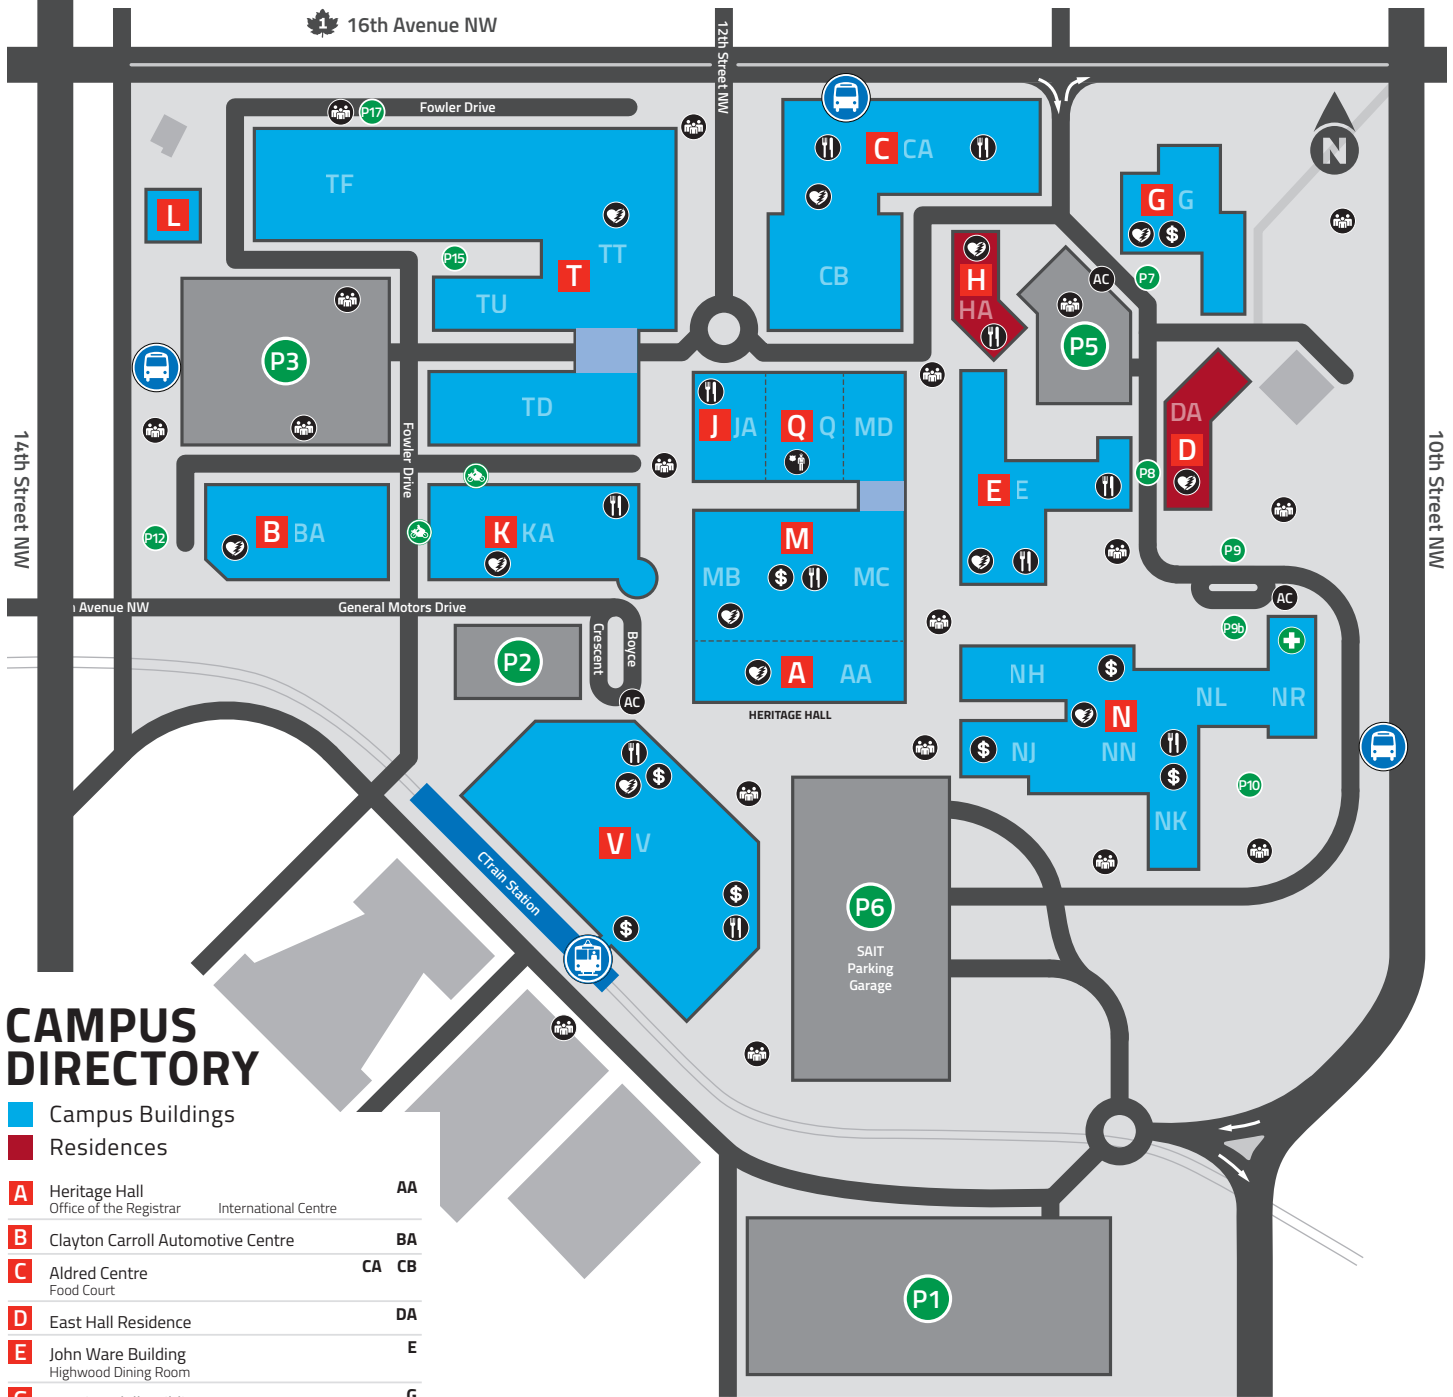 1 16th Avenue NW
12th Street NW
P17
Fowler Drive
C CA
N
TF
G G
L
TT
P15
T
H
CB
AC
P7
TU
HA
P5
P3
TD
DA
J JA
Q Q
MD
D
Fowler Drive
14th Street NW
10th Street NW
P8
E E
B BA
K KA
M
P12
P9
MB
MC
AC
Avenue NW
General Motors Drive
Boyce
Crescent
P9b
P2
A AA
NH
NL
NR
AC
N
HERITAGE HALL
NJ
NN
P10
NK
V V
CTrain Station
P6
SAIT
Parking
Garage
CAMPUS
DIRECTORY
Campus Buildings
Residences
A Heritage Hall AA
Office of the Registrar International Centre
B Clayton Carroll Automotive Centre BA
C Aldred Centre CA CB
Food Court
D East Hall Residence DA
E John Ware Building E
Highwood Dining Room
G
P1